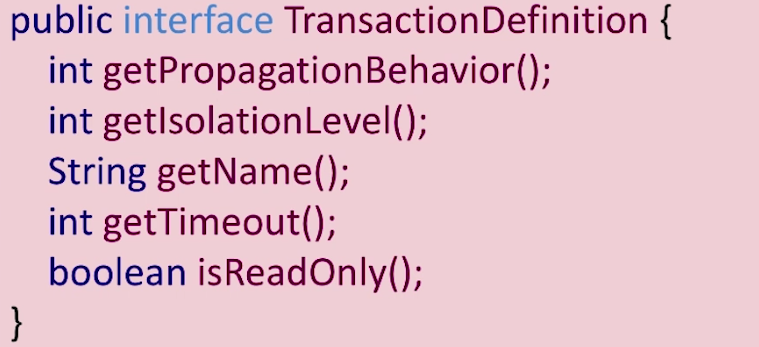 public interface TransactionDefinition {
int getPropagationBehavior();
int getIsolationLevel();
String getName();
int getTimeout();
boolean isReadOnly();
}